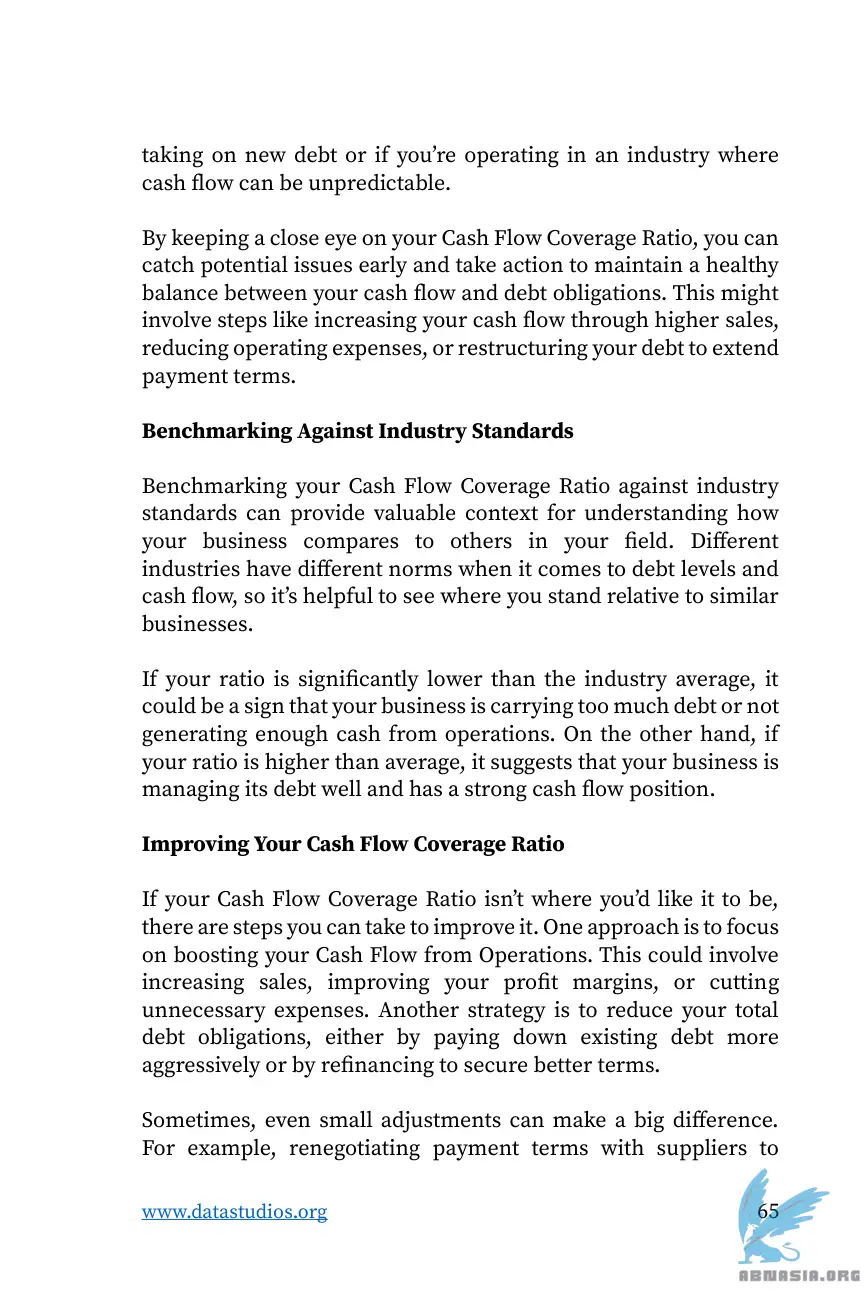 taking on new debt or if you’re operating in an industry where
cash flow can be unpredictable.
By keeping a close eye on your Cash Flow Coverage Ratio, you can
catch potential issues early and take action to maintain a healthy
balance between your cash flow and debt obligations. This might
involve steps like increasing your cash flow through higher sales,
reducing operating expenses, or restructuring your debt to extend
payment terms.
Benchmarking Against Industry Standards
Benchmarking your Cash Flow Coverage Ratio against industry
standards can provide valuable context for understanding how
your business compares to others in your field. Different
industries have different norms when it comes to debt levels and
cash flow, so it’s helpful to see where you stand relative to similar
businesses.
If your ratio is significantly lower than the industry average, it
could be a sign that your business is carrying too much debt or not
generating enough cash from operations. On the other hand, if
your ratio is higher than average, it suggests that your business is
managing its debt well and has a strong cash flow position.
Improving Your Cash Flow Coverage Ratio
If your Cash Flow Coverage Ratio isn’t where you’d like it to be,
there are steps you can take to improve it. One approach is to focus
on boosting your Cash Flow from Operations. This could involve
increasing sales, improving your profit margins, or cutting
unnecessary expenses. Another strategy is to reduce your total
debt obligations, either by paying down existing debt more
aggressively or by refinancing to secure better terms.
Sometimes, even small adjustments can make a big difference.
For example, renegotiating payment terms with suppliers to
www.datastudios.org 65
ABNASIA.ORG